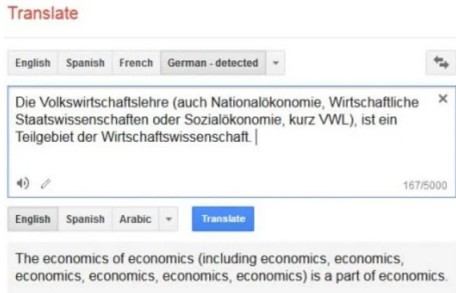 Translate
English Spanish French German - detected
Die Volkswirtschaftslehre (auch Nationalökonomie, Wirtschaftliche
Staatswissenschaften oder Sozialökonomie, kurz VWL), ist ein
Teilgebiet der Wirtschaftswissenschaft.
167/5000
English Spanish Arabic Translate
The economics of economics (including economics, economics,
economics, economics, economics, economics) is a part of economics.